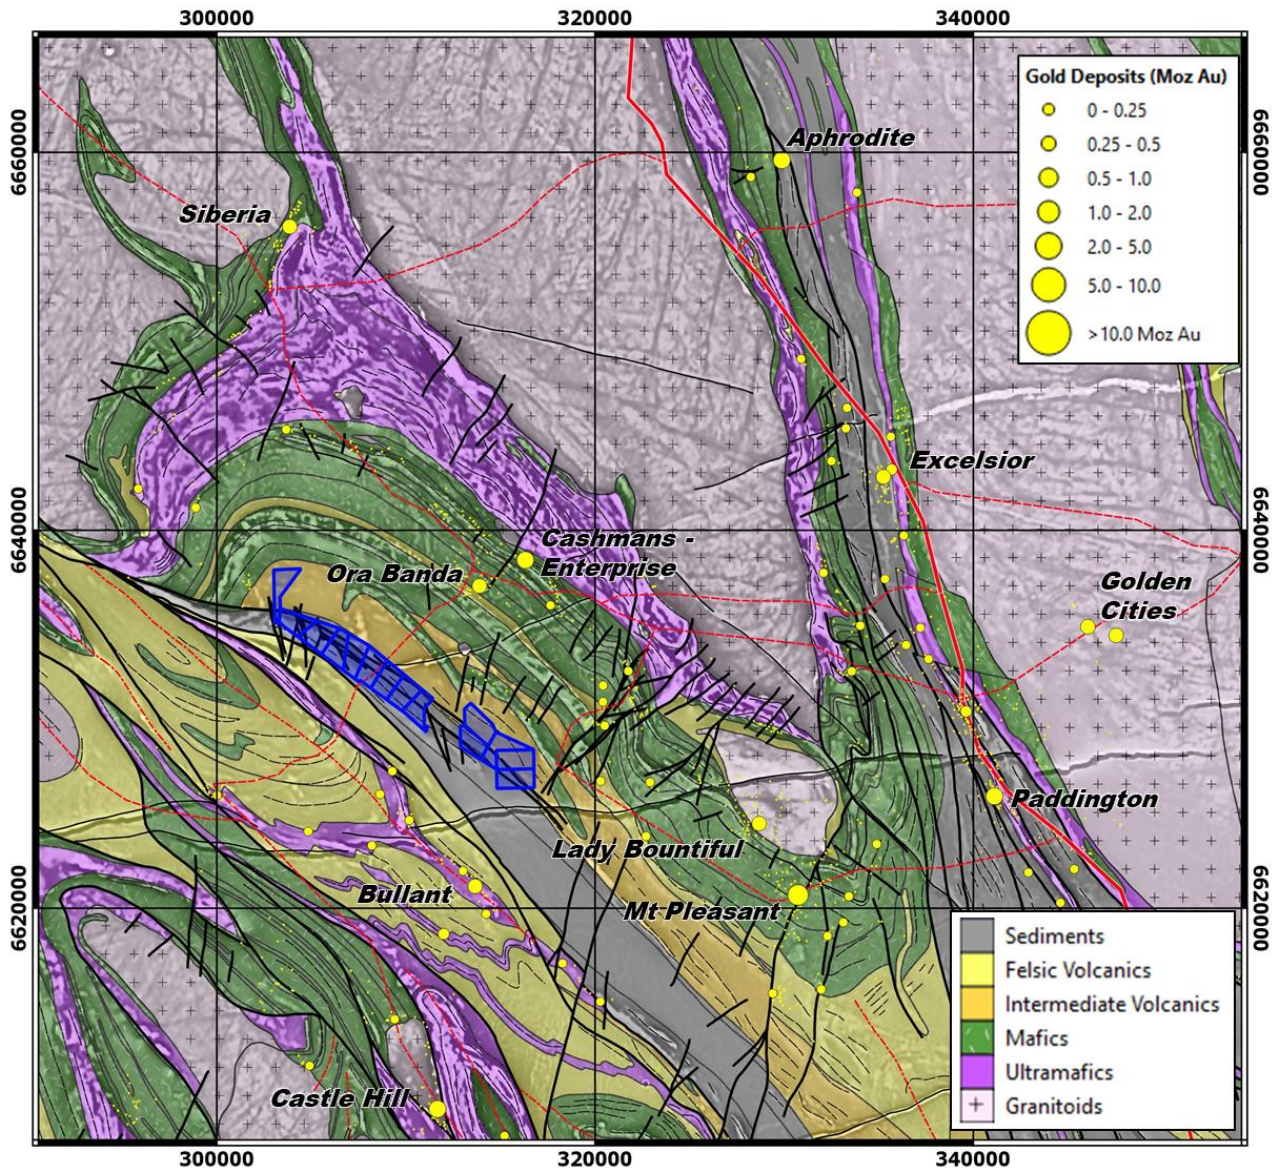 300000 320000 340000
Gold Deposits (Moz Au)
0 - 0.25
0.25 - 0.5
0.5 - 1.0
1.0 - 2.0
2.0 - 5.0
5.0 - 10.0
>10.0 Moz Au
6660000
6660000
Aphrodite
Siberia
Excelsior
6640000
6640000
Cashmans -
Enterprise
Ora Banda
Golden
Cities
Paddington
Lady Bountiful
Bullant
Mt Pleasant
6620000
6620000
Sediments
Felsic Volcanics
Intermediate Volcanics
Mafics
Ultramafics
Granitoids
Castle Hill
300000 320000 340000